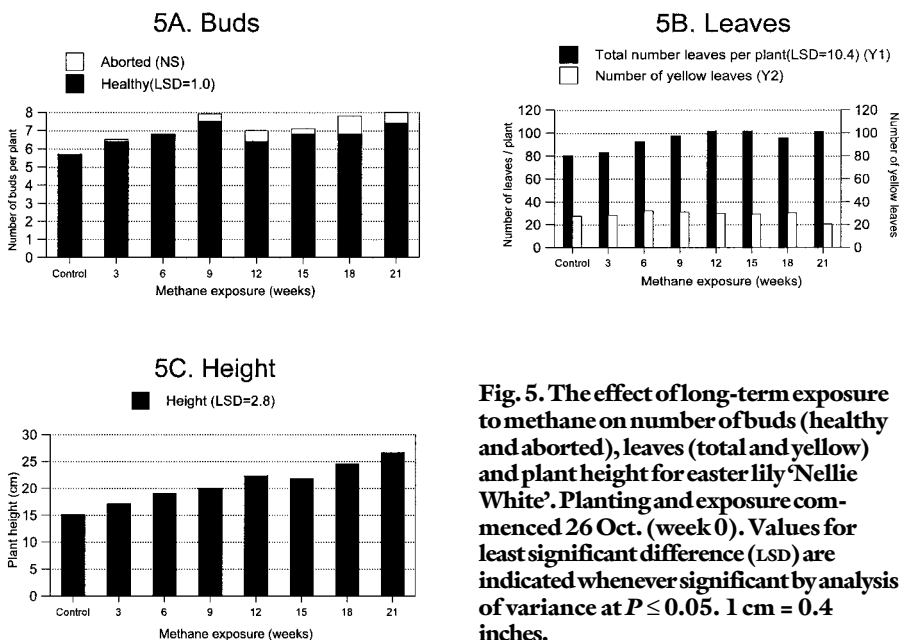 5A. Buds
Aborted (NS)
Healthy(LSD=1.0)
Number of buds per plant
8
7
6
5
4
3
2
1
0
Control 3 6 9 12 15 18 21
Methane exposure (weeks)
5B. Leaves
Total number leaves per plant(LSD=10.4) (Y1)
Number of yellow leaves (Y2)
Number of leaves / plant
120 120
100 100
80 80
60 60
40 40
20 20
0 0
Number of yellow leaves
Control 3 6 9 12 15 18 21
Methane exposure (weeks)
5C. Height
Height (LSD=2.8)
Plant height (cm)
30
25
20
15
10
5
0
Control 3 6 9 12 15 18 21
Methane exposure (weeks)
Fig. 5. The effect of long-term exposure
to methane on number of buds (healthy
and aborted), leaves (total and yellow)
and plant height for easter lily ‘Nellie
White’. Planting and exposure com-
menced 26 Oct. (week 0). Values for
least significant difference (LSD) are
indicated whenever significant by analysis
of variance at P ≤ 0.05. 1 cm = 0.4
inches.